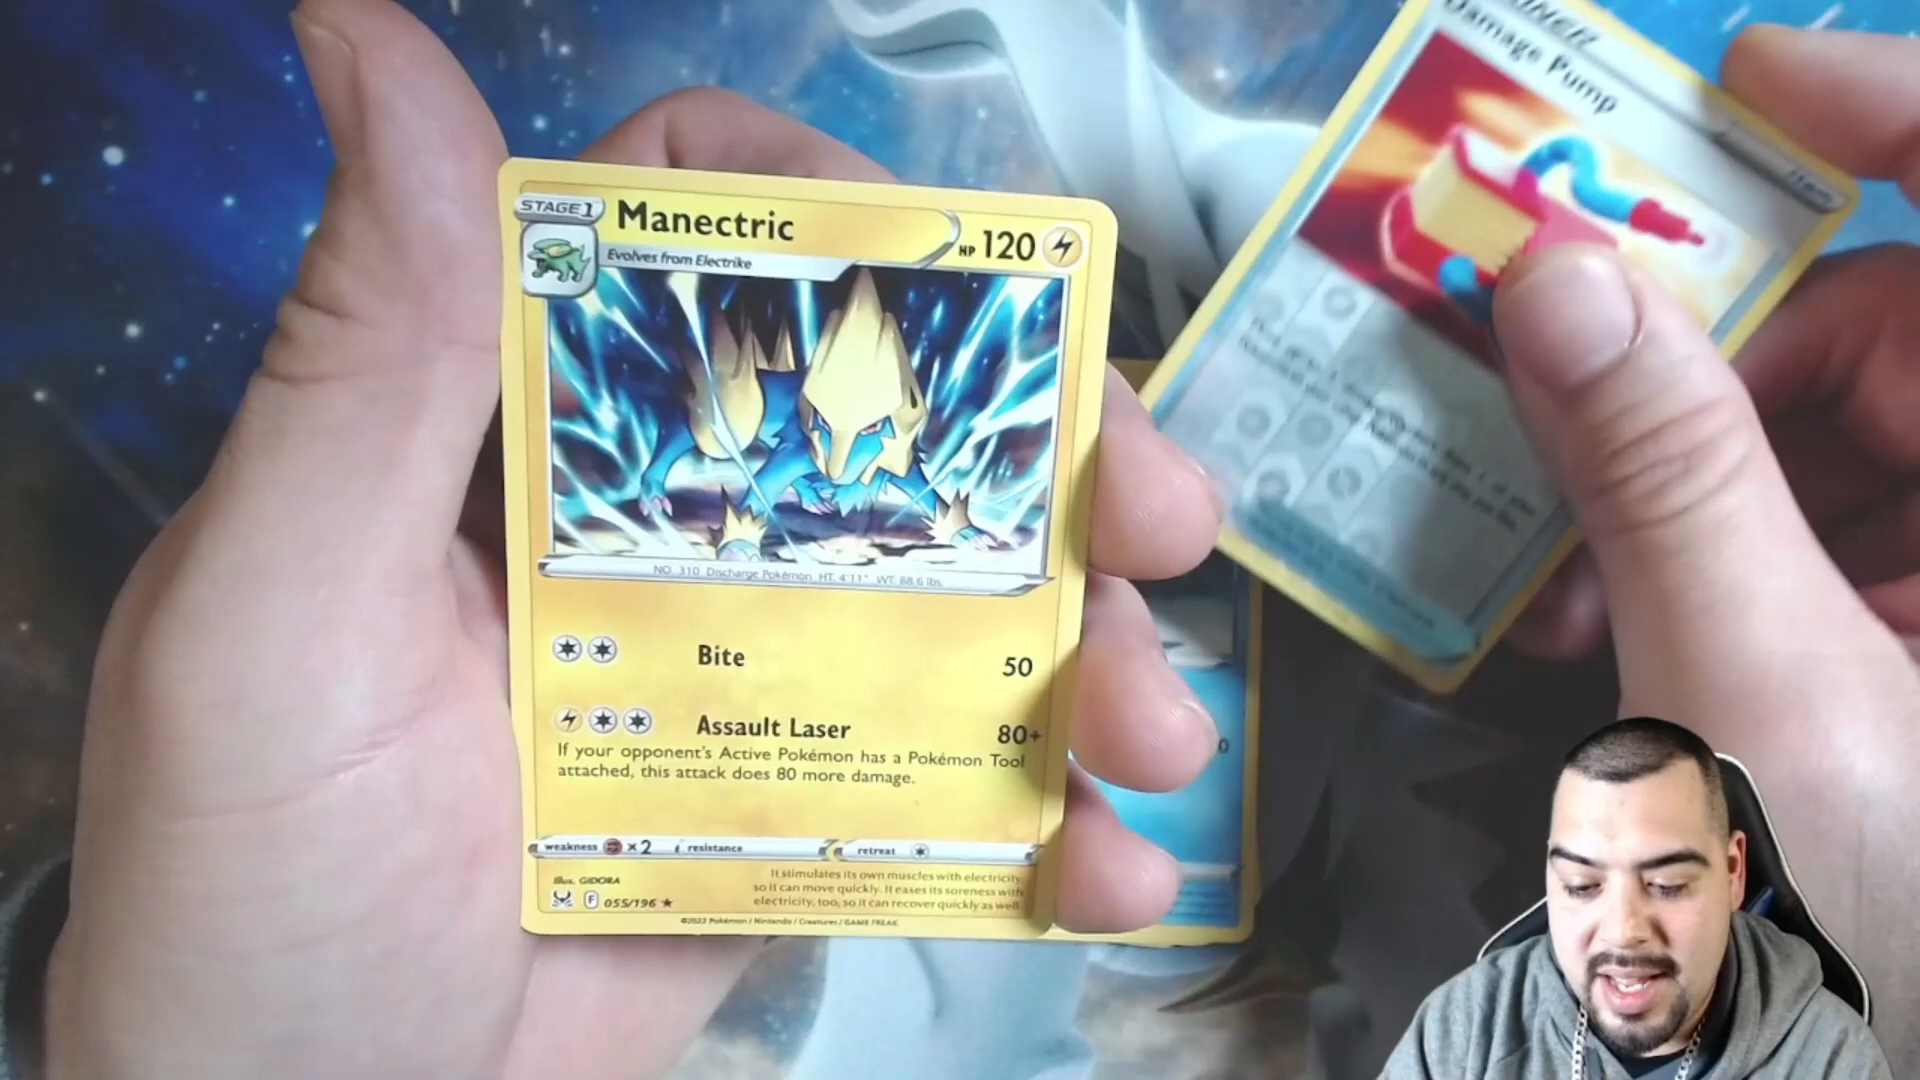 STAGE 1
Manectric
HP 120
Evolves from Electrike
NO. 310 Discharge Pokémon HT: 4'11" WT: 88.6 lbs.
Bite 50
Assault Laser 80+
If your opponent's Active Pokémon has a Pokémon Tool
attached, this attack does 80 more damage.
weakness ×2 resistance retreat
Illus. GIDORA
It stimulates its own muscles with electricity,
so it can move quickly. It eases its soreness with
electricity, too, so it can recover quickly as well.
F 055/196
©2022 Pokémon / Nintendo / Creatures / GAME FREAK
Damage Pump
Item